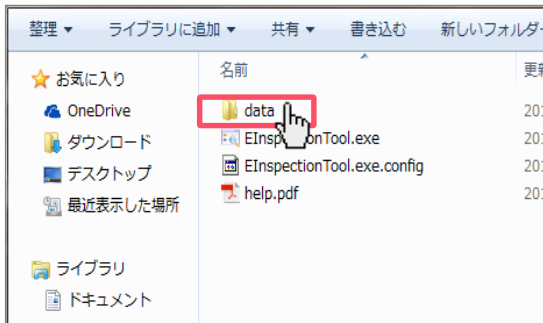 整理 ▼ ライブラリに追加 ▼ 共有 ▼ 書き込む 新しいフォルダー
お気に入り
OneDrive
ダウンロード
デスクトップ
最近表示した場所
ライブラリ
ドキュメント
名前
data
EInspectionTool.exe
EInspectionTool.exe.config
help.pdf